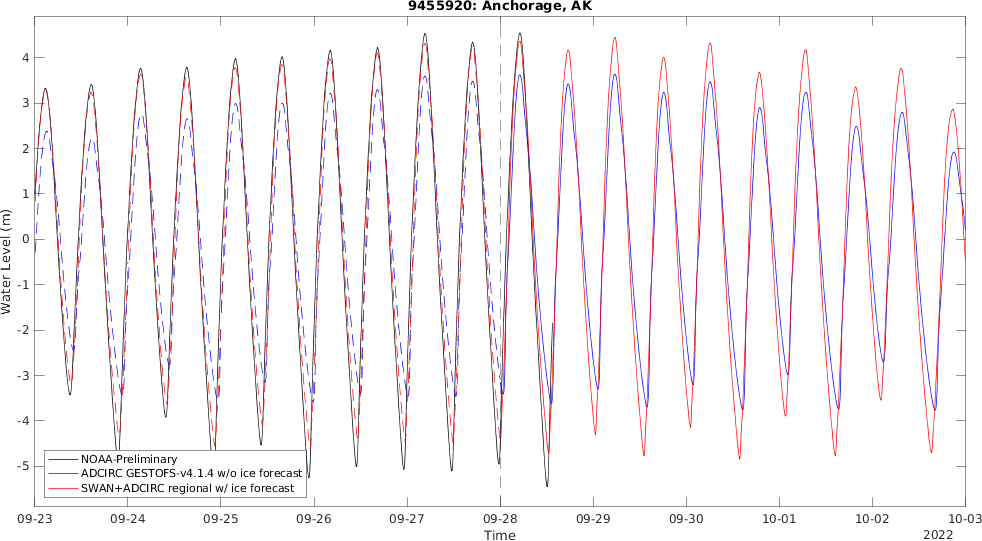 9455920: Anchorage, AK
Water Level (m)
4
3
2
1
0
-1
-2
-3
-4
-5
NOAA-Preliminary
ADCIRC GESTOFS-v4.1.4 w/o ice forecast
SWAN+ADCIRC regional w/ ice forecast
09-23 09-24 09-25 09-26 09-27 09-28 09-29 09-30 10-01 10-02 10-03
Time
2022